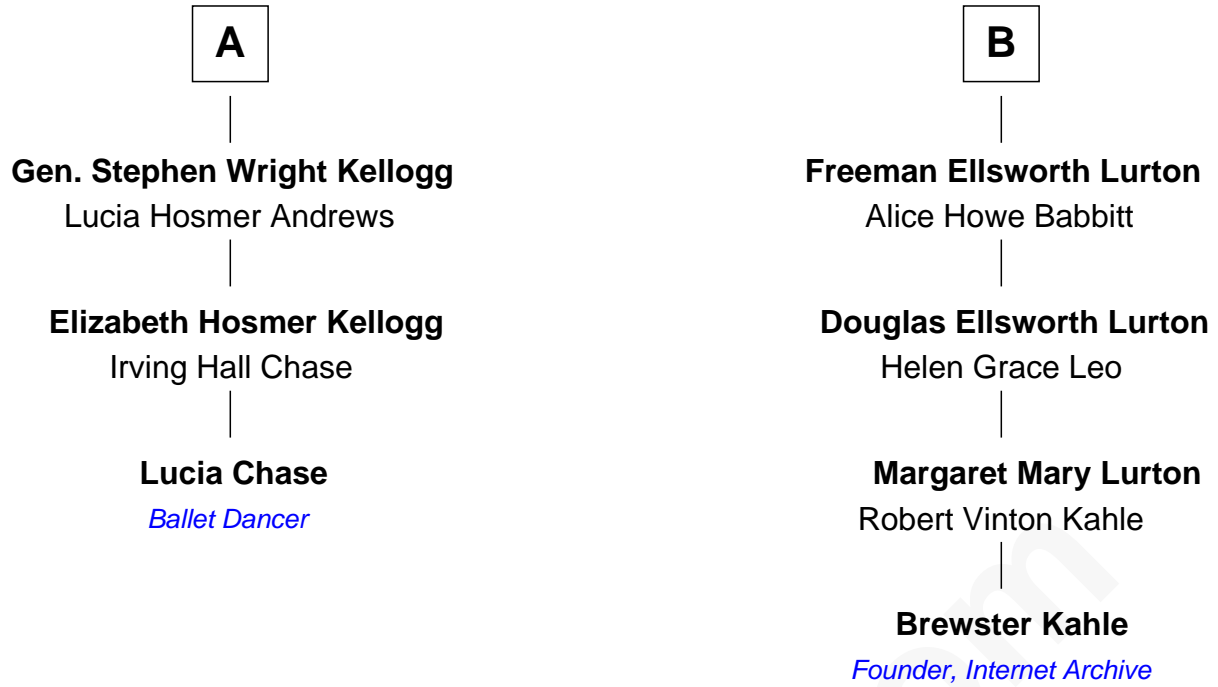 A
Gen. Stephen Wright Kellogg
Lucia Hosmer Andrews
Elizabeth Hosmer Kellogg
Irving Hall Chase
Lucia Chase
Ballet Dancer
B
Freeman Ellsworth Lurton
Alice Howe Babbitt
Douglas Ellsworth Lurton
Helen Grace Leo
Margaret Mary Lurton
Robert Vinton Kahle
Brewster Kahle
Founder, Internet Archive
om